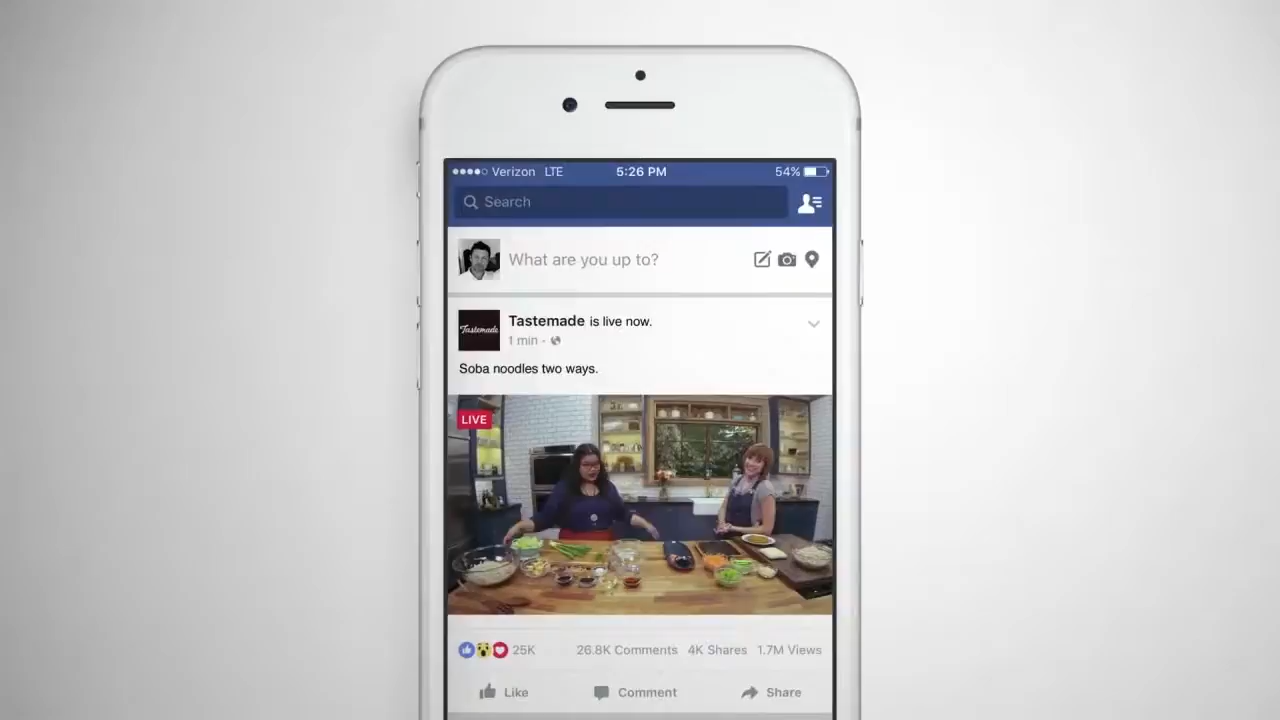 Verizon LTE 5:26 PM 54%
Search
What are you up to?
Tastemade
Tastemade is live now.
1 min
Soba noodles two ways.
LIVE
25K 26.8K Comments 4K Shares 1.7M Views
Like Comment Share